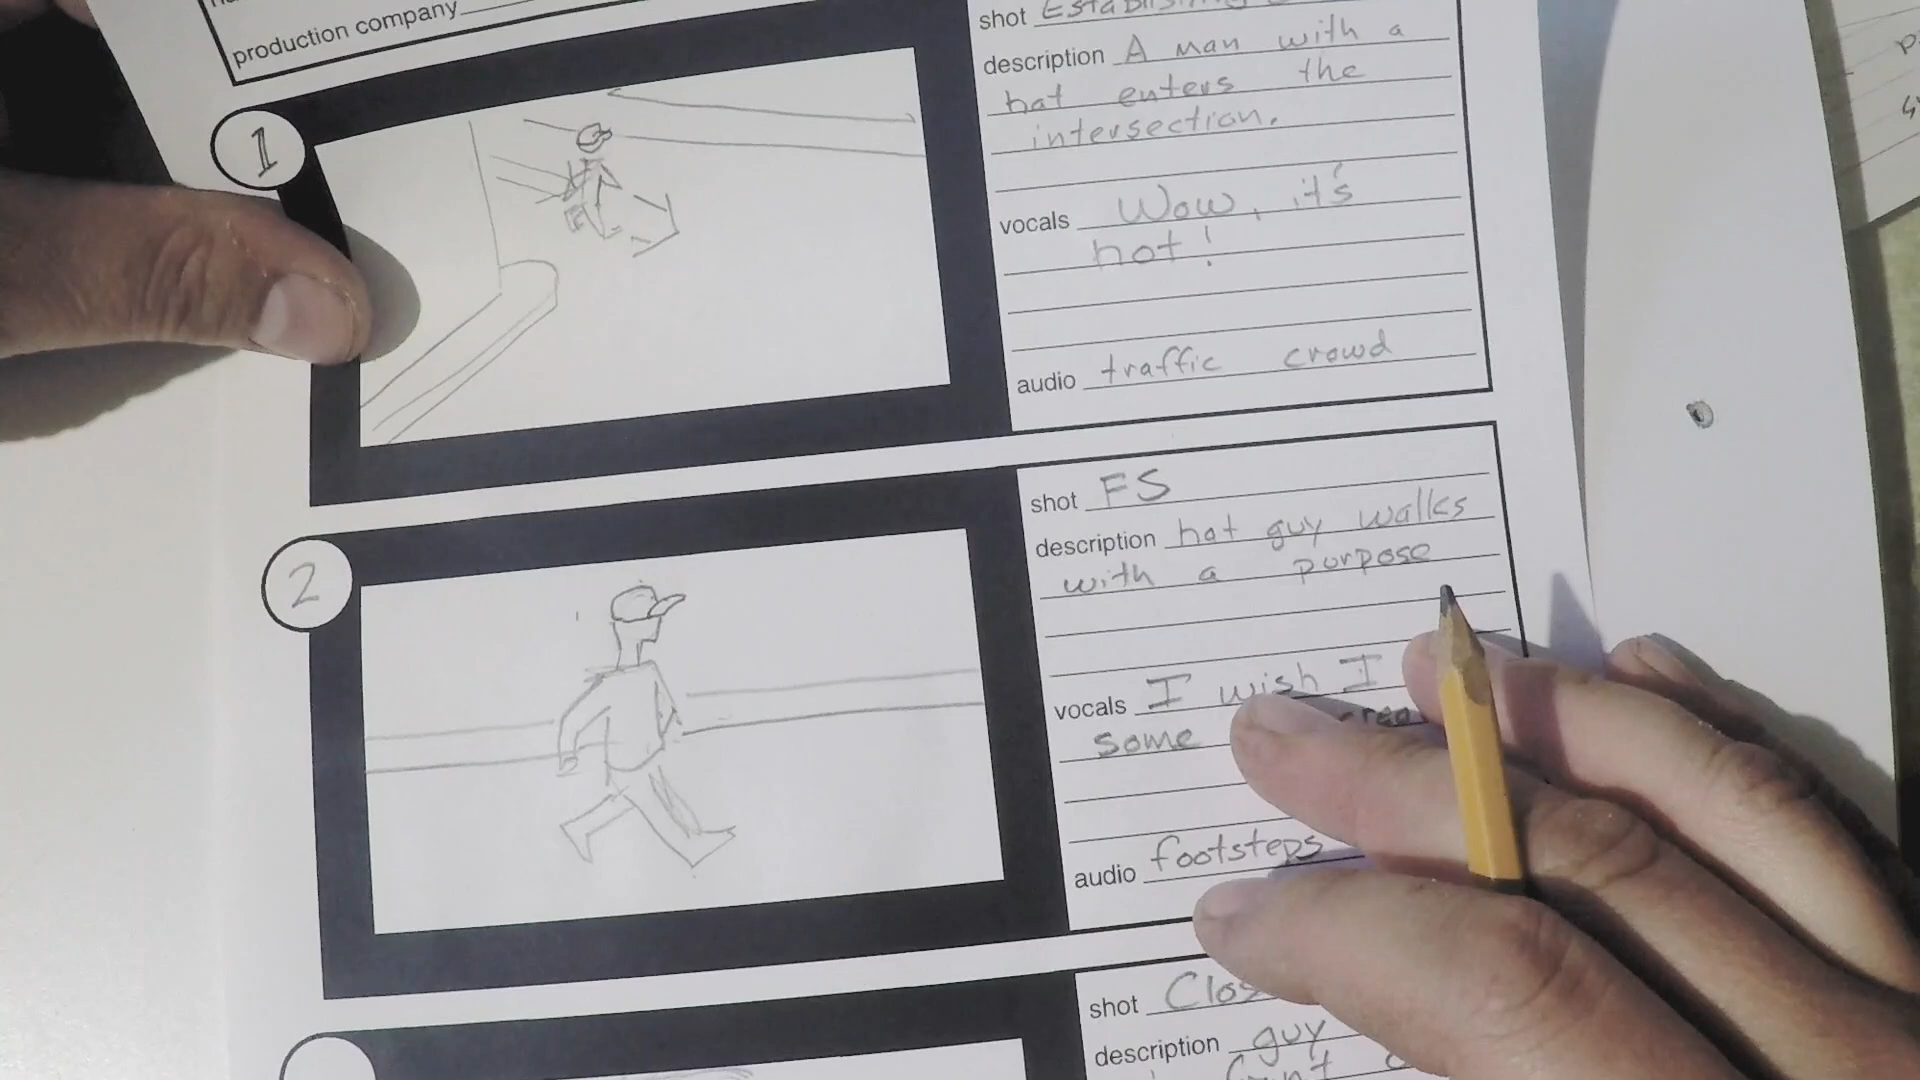 production company
1
shot Establishing
description A man with a
hat enters the
intersection.
vocals Wow, it's
hot!
audio traffic crowd
2
shot FS
description hat guy walks
with a purpose
vocals I wish I
some
audio footsteps
shot
description guy